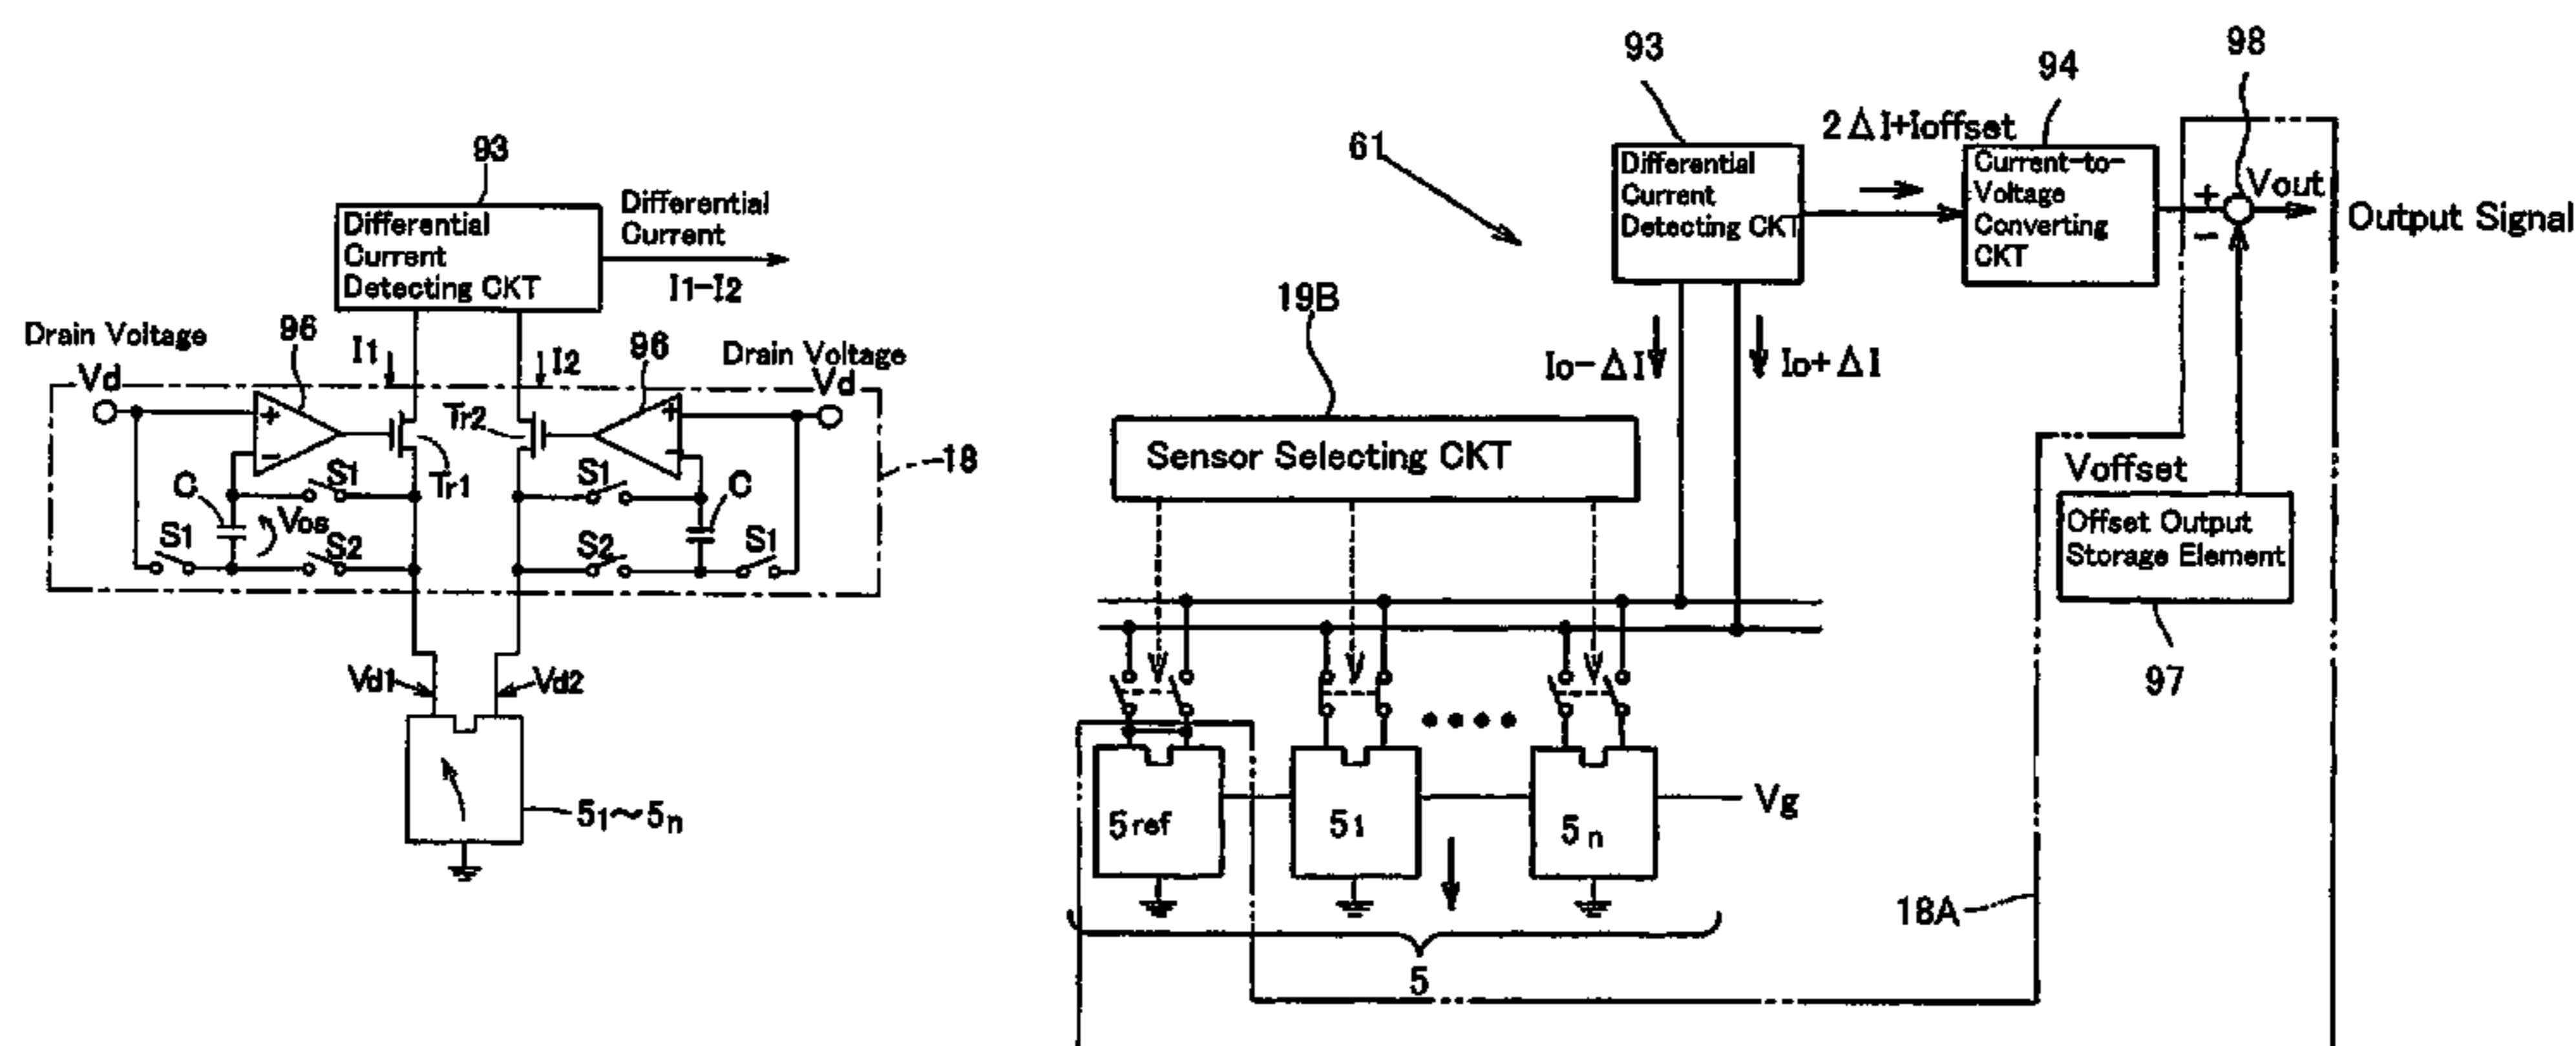 93
Differential
Current
Detecting CKT
Differential
Current
I1-I2
Drain Voltage
Vd
96
I1
I2
96
Drain Voltage
Vd
+
-
Tr1
Tr2
+
-
18
S1
C
Vos
S1
S2
S1
C
S2
S1
Vd1
Vd2
51~5n
61
93
Differential
Current
Detecting CKT
2ΔI+Ioffset
94
Current-to-
Voltage
Converting
CKT
98
+
-
Vout
Output Signal
19B
Sensor Selecting CKT
Io-ΔI
Io+ΔI
Voffset
Offset Output
Storage Element
97
5ref
51
5n
Vg
18A
5